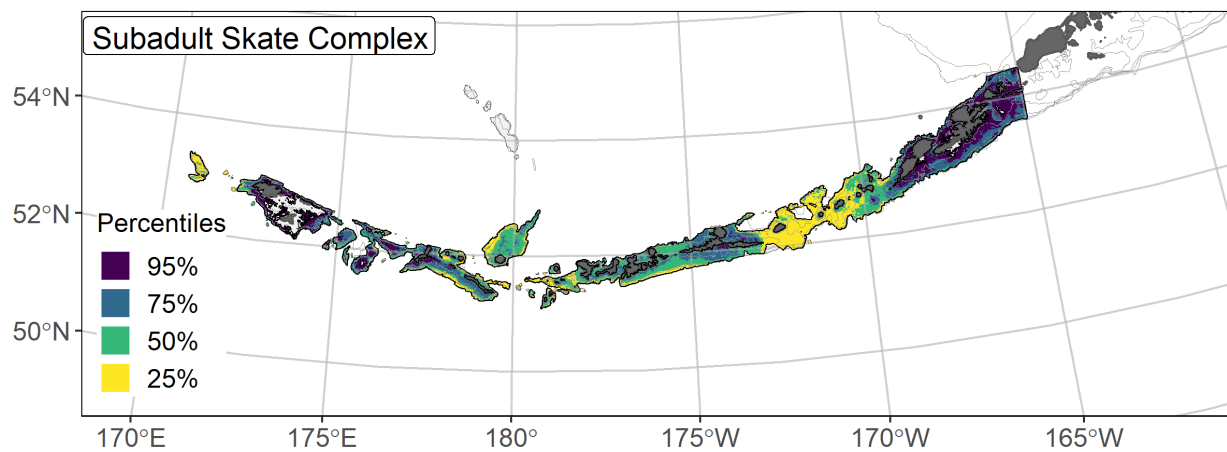 Subadult Skate Complex
54°N
52°N
50°N
Percentiles
95%
75%
50%
25%
170°E
175°E
180°
175°W
170°W
165°W